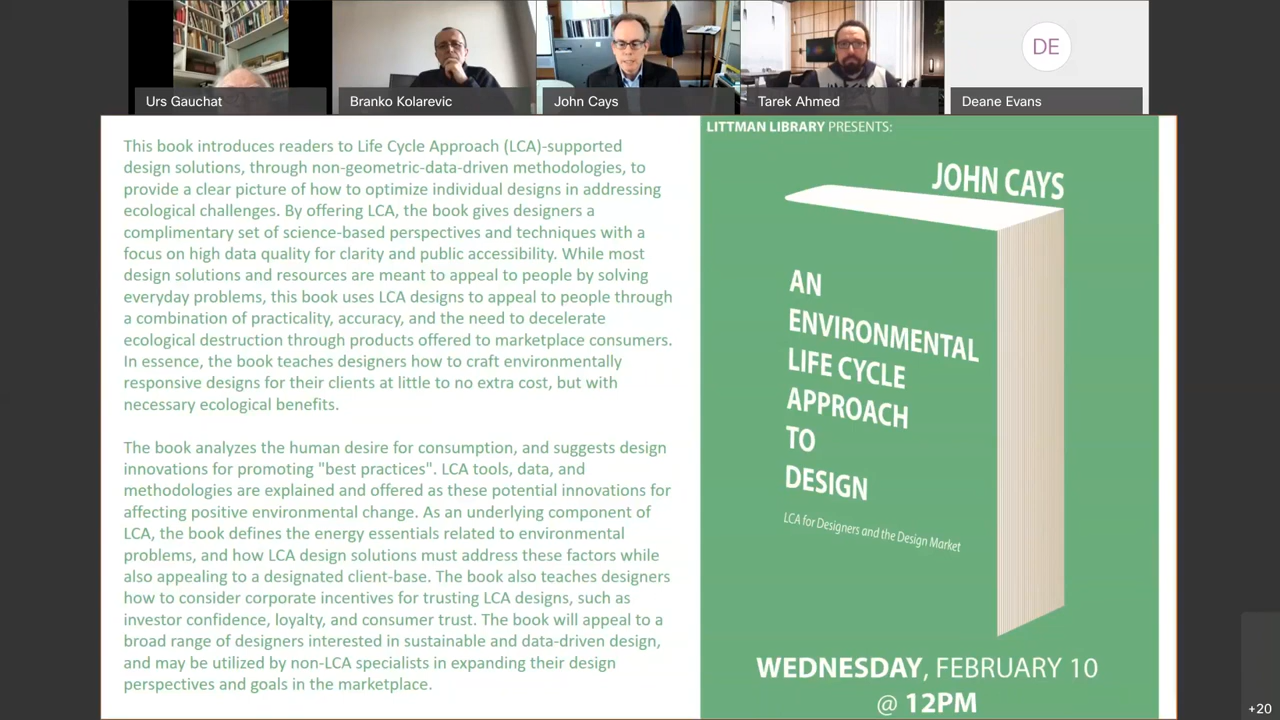 Urs Gauchat
Branko Kolarevic
John Cays
Tarek Ahmed
DE
Deane Evans
This book introduces readers to Life Cycle Approach (LCA)-supported
design solutions, through non-geometric-data-driven methodologies, to
provide a clear picture of how to optimize individual designs in addressing
ecological challenges. By offering LCA, the book gives designers a
complimentary set of science-based perspectives and techniques with a
focus on high data quality for clarity and public accessibility. While most
design solutions and resources are meant to appeal to people by solving
everyday problems, this book uses LCA designs to appeal to people through
a combination of practicality, accuracy, and the need to decelerate
ecological destruction through products offered to marketplace consumers.
In essence, the book teaches designers how to craft environmentally
responsive designs for their clients at little to no extra cost, but with
necessary ecological benefits.
The book analyzes the human desire for consumption, and suggests design
innovations for promoting "best practices". LCA tools, data, and
methodologies are explained and offered as these potential innovations for
affecting positive environmental change. As an underlying component of
LCA, the book defines the energy essentials related to environmental
problems, and how LCA design solutions must address these factors while
also appealing to a designated client-base. The book also teaches designers
how to consider corporate incentives for trusting LCA designs, such as
investor confidence, loyalty, and consumer trust. The book will appeal to a
broad range of designers interested in sustainable and data-driven design,
and may be utilized by non-LCA specialists in expanding their design
perspectives and goals in the marketplace.
LITTMAN LIBRARY PRESENTS:
JOHN CAYS
AN
ENVIRONMENTAL
LIFE CYCLE
APPROACH
TO
DESIGN
LCA for Designers and the Design Market
WEDNESDAY, FEBRUARY 10
@ 12PM
+20